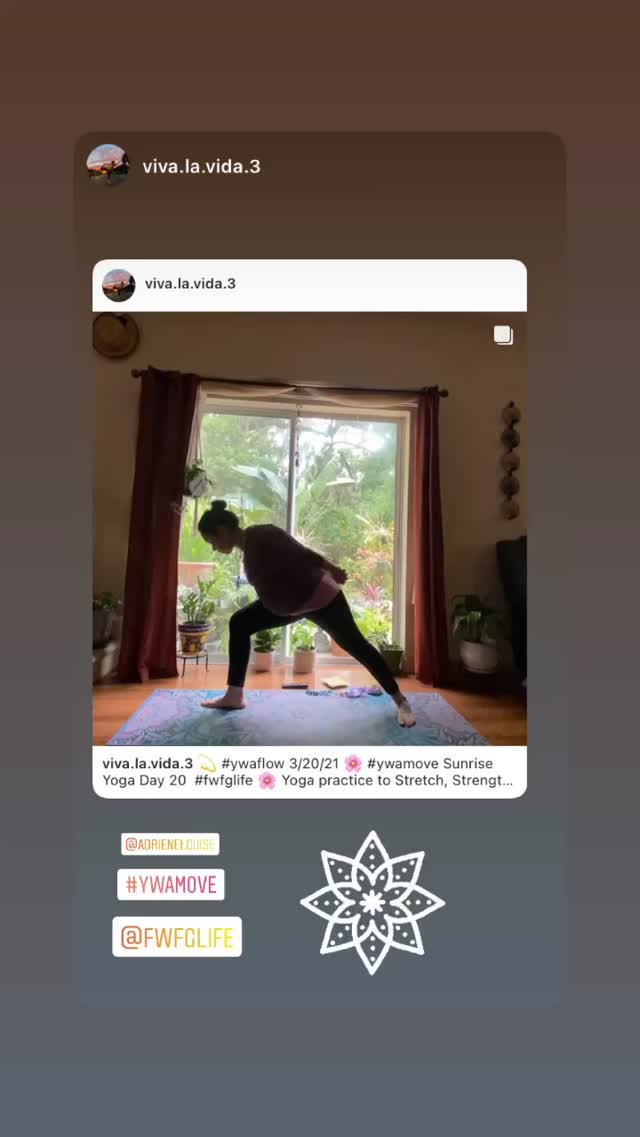 viva.la.vida.3
viva.la.vida.3
viva.la.vida.3 💫 #ywaflow 3/20/21 🌸 #ywamove Sunrise
Yoga Day 20 #fwfglife 🌸 Yoga practice to Stretch, Strengt...
@ADRIENELOUISE
#YWAMOVE
@FWFGLIFE